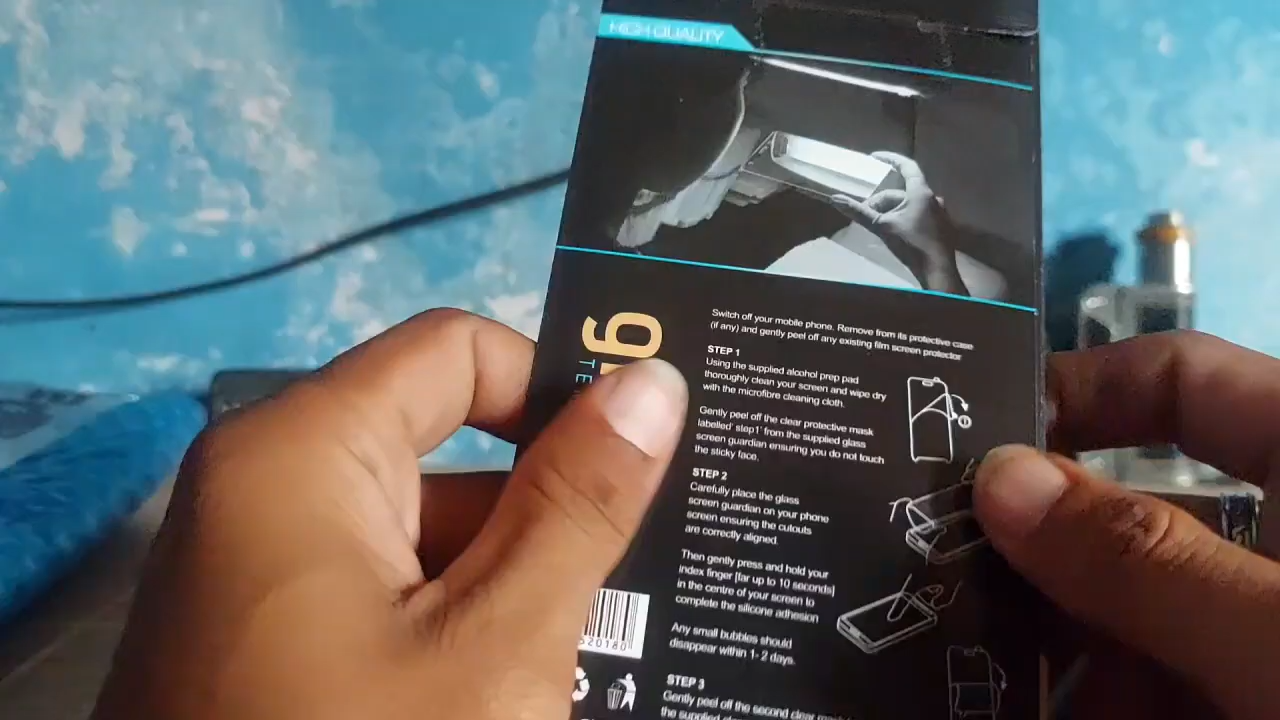 HIGH QUALITY
Switch off your mobile phone. Remove from its protective case
(if any) and gently peel off any existing film screen protector
STEP 1
Using the supplied alcohol prep pad
thoroughly clean your screen and wipe dry
with the microfibre cleaning cloth.
Gently peel off the clear protective mask
labelled' step1' from the supplied glass
screen guardian ensuring you do not touch
the sticky face.
STEP 2
Carefully place the glass
screen guardian on your phone
screen ensuring the cutouts
are correctly aligned.
Then gently press and hold your
index finger [far up to 10 seconds]
in the centre of your screen to
complete the silicone adhesion
Any small bubbles should
disappear within 1- 2 days.
STEP 3
Gently peel off the second clear
the supplied
9
TE
520180